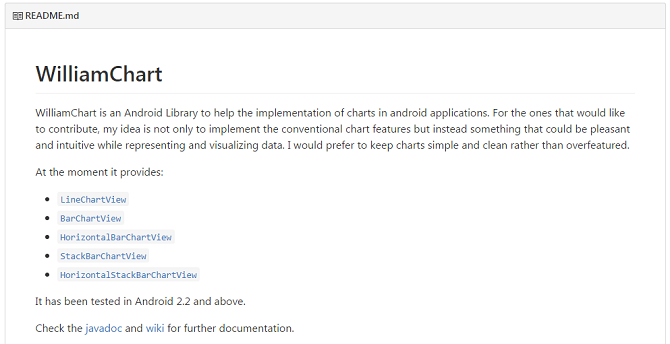 README.md
WilliamChart
WilliamChart is an Android Library to help the implementation of charts in android applications. For the ones that would like
to contribute, my idea is not only to implement the conventional chart features but instead something that could be pleasant
and intuitive while representing and visualizing data. I would prefer to keep charts simple and clean rather than overfeatured.
At the moment it provides:
• LineChartView
• BarChartView
• HorizontalBarChartView
• StackBarChartView
• HorizontalStackBarChartView
It has been tested in Android 2.2 and above.
Check the javadoc and wiki for further documentation.